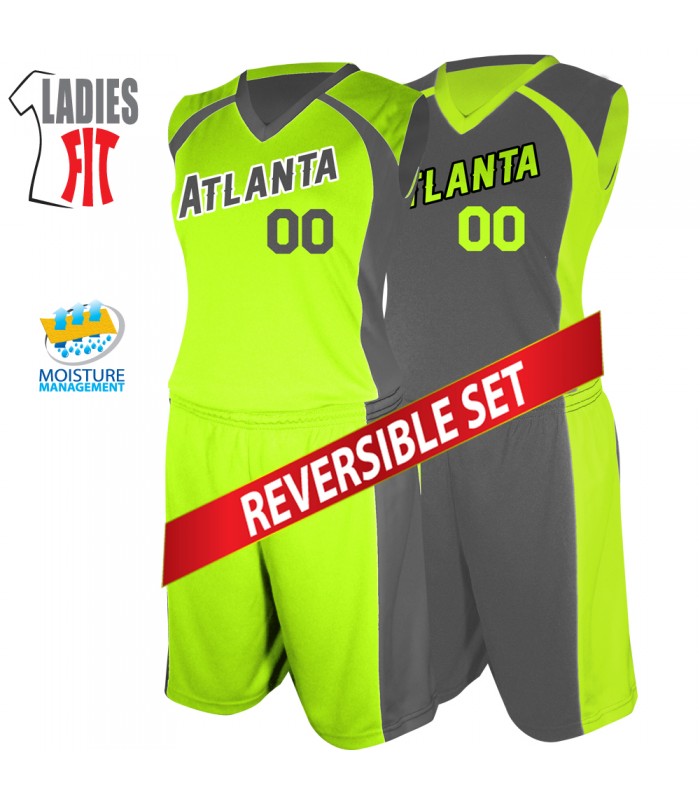 LADIES
FIT
ATLANTA
00
TLANTA
00
MOISTURE
MANAGEMENT
REVERSIBLE SET